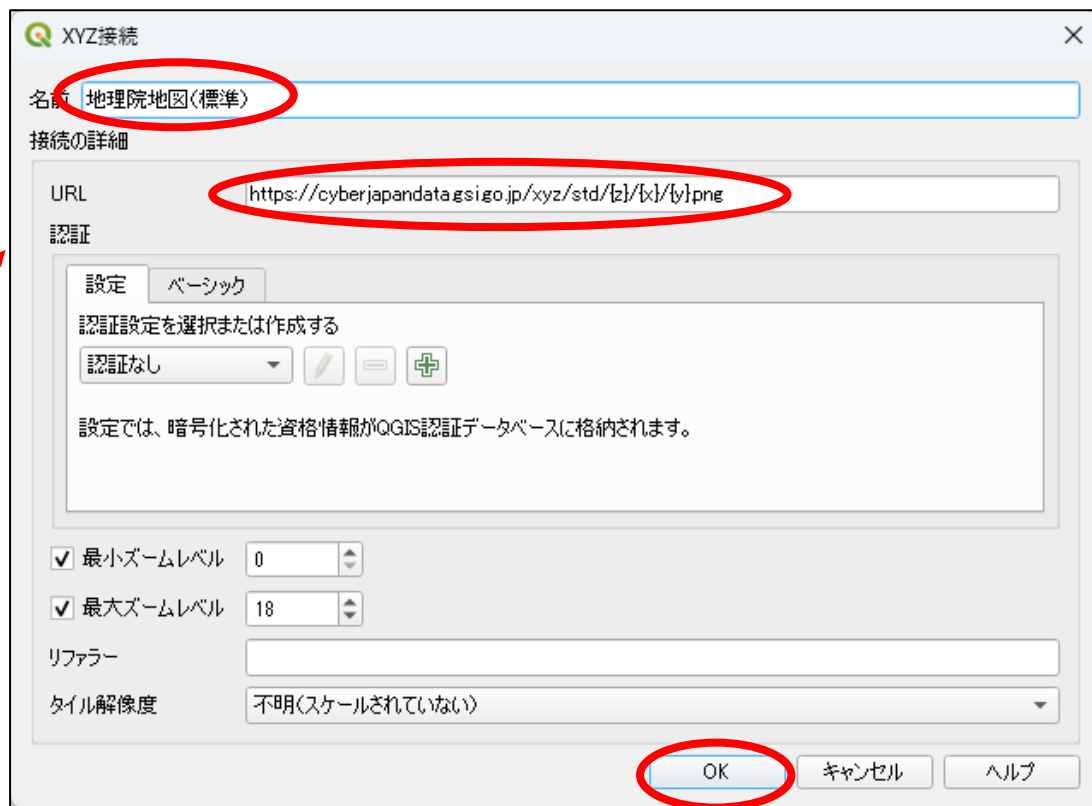 XYZ接続
名前 地理院地図(標準)
接続の詳細
URL https://cyberjapandata.gsi.go.jp/xyz/std/{z}/{x}/{y}.png
認証
設定 ベーシック
認証設定を選択または作成する
認証なし
設定では、暗号化された資格情報がQGIS認証データベースに格納されます。
最小ズームレベル 0
最大ズームレベル 18
リファラー
タイル解像度 不明(スケールされていない)
OK キャンセル ヘルプ